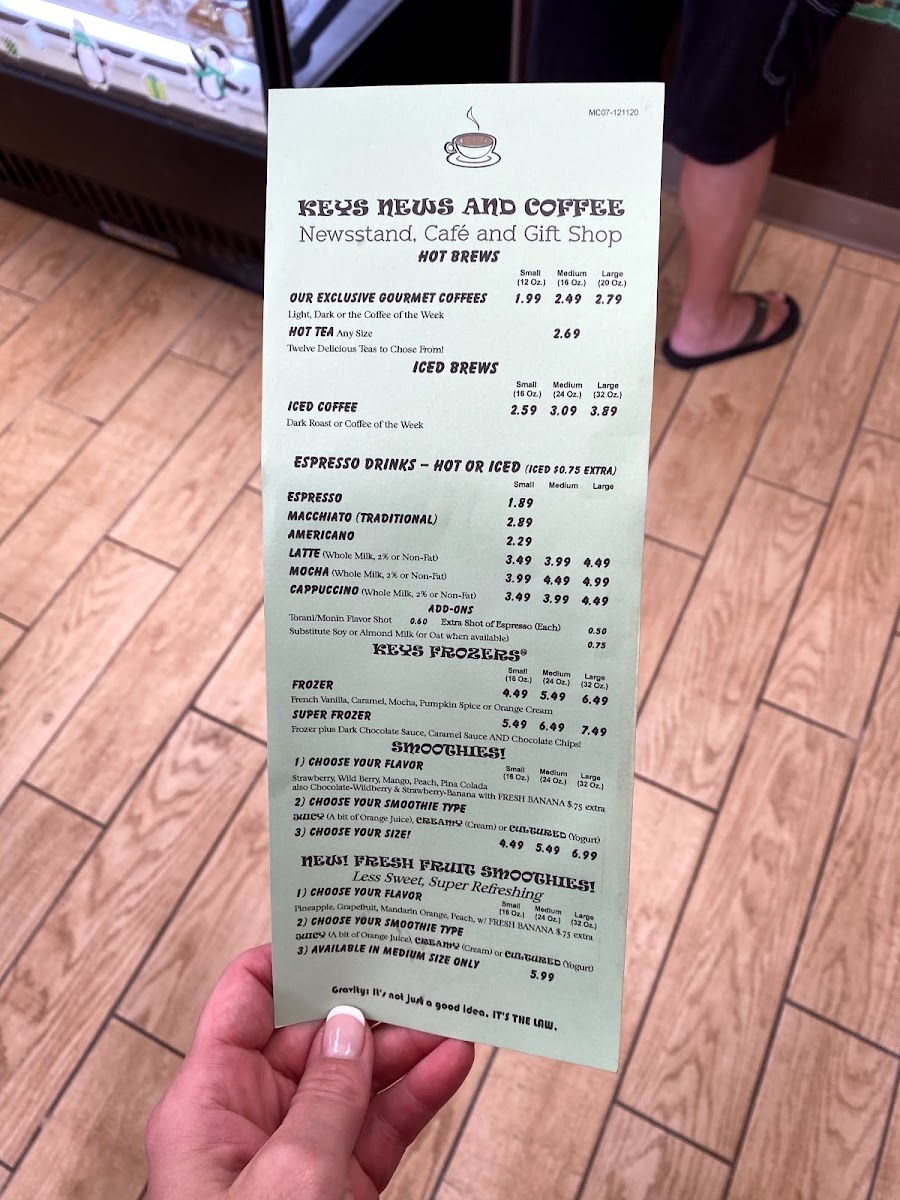 MC07-121120
KEYS NEWS AND COFFEE
Newsstand, Café and Gift Shop
HOT BREWS
Small Medium Large
(12 Oz.) (16 Oz.) (20 Oz.)
OUR EXCLUSIVE GOURMET COFFEES 1.99 2.49 2.79
Light, Dark or the Coffee of the Week
HOT TEA Any Size 2.69
Twelve Delicious Teas to Chose From!
ICED BREWS
Small Medium Large
(16 Oz.) (24 Oz.) (32 Oz.)
ICED COFFEE 2.59 3.09 3.89
Dark Roast or Coffee of the Week
ESPRESSO DRINKS – HOT OR ICED (ICED $0.75 EXTRA)
Small Medium Large
ESPRESSO 1.89
MACCHIATO (TRADITIONAL) 2.89
AMERICANO 2.29
LATTE (Whole Milk, 2% or Non-Fat) 3.49 3.99 4.49
MOCHA (Whole Milk, 2% or Non-Fat) 3.99 4.49 4.99
CAPPUCCINO (Whole Milk, 2% or Non-Fat) 3.49 3.99 4.49
ADD-ONS
Torani/Monin Flavor Shot 0.60 Extra Shot of Espresso (Each) 0.50
Substitute Soy or Almond Milk (or Oat when available) 0.75
KEYS FROZERS®
Small Medium Large
(16 Oz.) (24 Oz.) (32 Oz.)
FROZER 4.49 5.49 6.49
French Vanilla, Caramel, Mocha, Pumpkin Spice or Orange Cream
SUPER FROZER 5.49 6.49 7.49
Frozer plus Dark Chocolate Sauce, Caramel Sauce AND Chocolate Chips!
SMOOTHIES!
1) CHOOSE YOUR FLAVOR Small Medium Large
(16 Oz.) (24 Oz.) (32 Oz.)
Strawberry, Wild Berry, Mango, Peach, Pina Colada
also Chocolate-Wildberry & Strawberry-Banana with FRESH BANANA $.75 extra
2) CHOOSE YOUR SMOOTHIE TYPE
JUICY (A bit of Orange Juice), CREAMY (Cream) or CULTURED (Yogurt)
3) CHOOSE YOUR SIZE! 4.49 5.49 6.99
NEW! FRESH FRUIT SMOOTHIES!
Less Sweet, Super Refreshing
1) CHOOSE YOUR FLAVOR Small Medium Large
(16 Oz.) (24 Oz.) (32 Oz.)
Pineapple, Grapefruit, Mandarin Orange, Peach, w/ FRESH BANANA $.75 extra
2) CHOOSE YOUR SMOOTHIE TYPE
JUICY (A bit of Orange Juice), CREAMY (Cream) or CULTURED (Yogurt)
3) AVAILABLE IN MEDIUM SIZE ONLY 5.99
Gravity: It's not just a good idea. IT'S THE LAW.